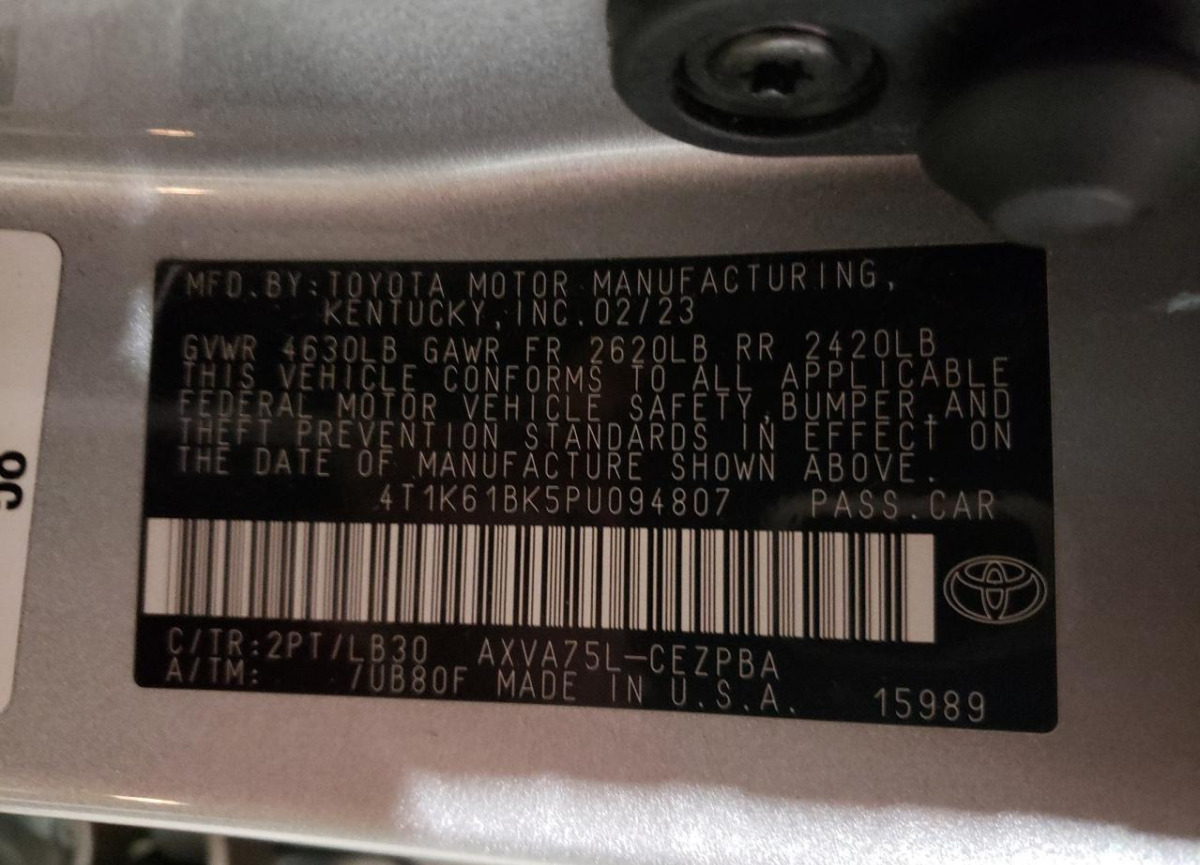 MFD.BY:TOYOTA MOTOR MANUFACTURING,
KENTUCKY,INC.02/23
GVWR 4630LB GAWR FR 2620LB RR 2420LB
THIS VEHICLE CONFORMS TO ALL APPLICABLE
FEDERAL MOTOR VEHICLE SAFETY,BUMPER,AND
THEFT PREVENTION STANDARDS IN EFFECT ON
THE DATE OF MANUFACTURE SHOWN ABOVE.
4T1K61BK5PU094807 PASS.CAR
C/TR:2PT/LB30 AXVA75L-CEZPBA
A/TM: /UB80F MADE IN U.S.A. 15989